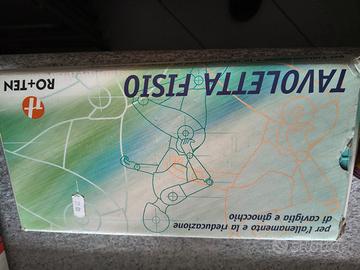 TAVOLETTA FISIO
RO+TEN
per l'allenamento e la rieducazione
di caviglia e ginocchio